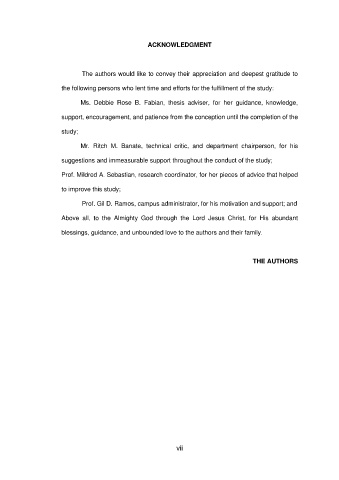 ACKNOWLEDGMENT
The authors would like to convey their appreciation and deepest gratitude to
the following persons who lent time and efforts for the fulfillment of the study:
Ms. Debbie Rose B. Fabian, thesis adviser, for her guidance, knowledge,
support, encouragement, and patience from the conception until the completion of the
study;
Mr. Ritch M. Banate, technical critic, and department chairperson, for his
suggestions and immeasurable support throughout the conduct of the study;
Prof. Mildred A. Sebastian, research coordinator, for her pieces of advice that helped
to improve this study;
Prof. Gil D. Ramos, campus administrator, for his motivation and support; and
Above all, to the Almighty God through the Lord Jesus Christ, for His abundant
blessings, guidance, and unbounded love to the authors and their family.
THE AUTHORS
vii